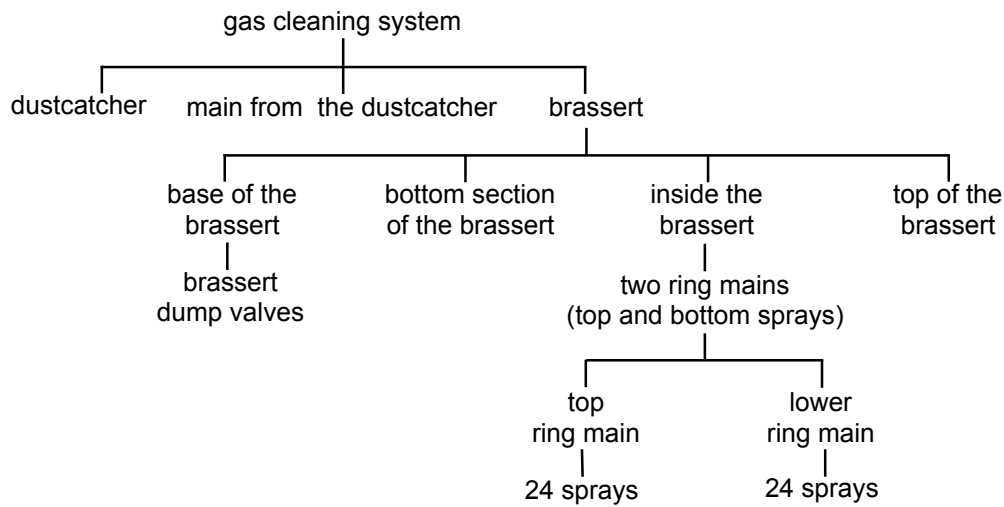 gas cleaning system
dustcatcher
main from the dustcatcher
brassert
base of the
brassert
bottom section
of the brassert
inside the
brassert
top of the
brassert
brassert
dump valves
two ring mains
(top and bottom sprays)
top
ring main
lower
ring main
24 sprays
24 sprays